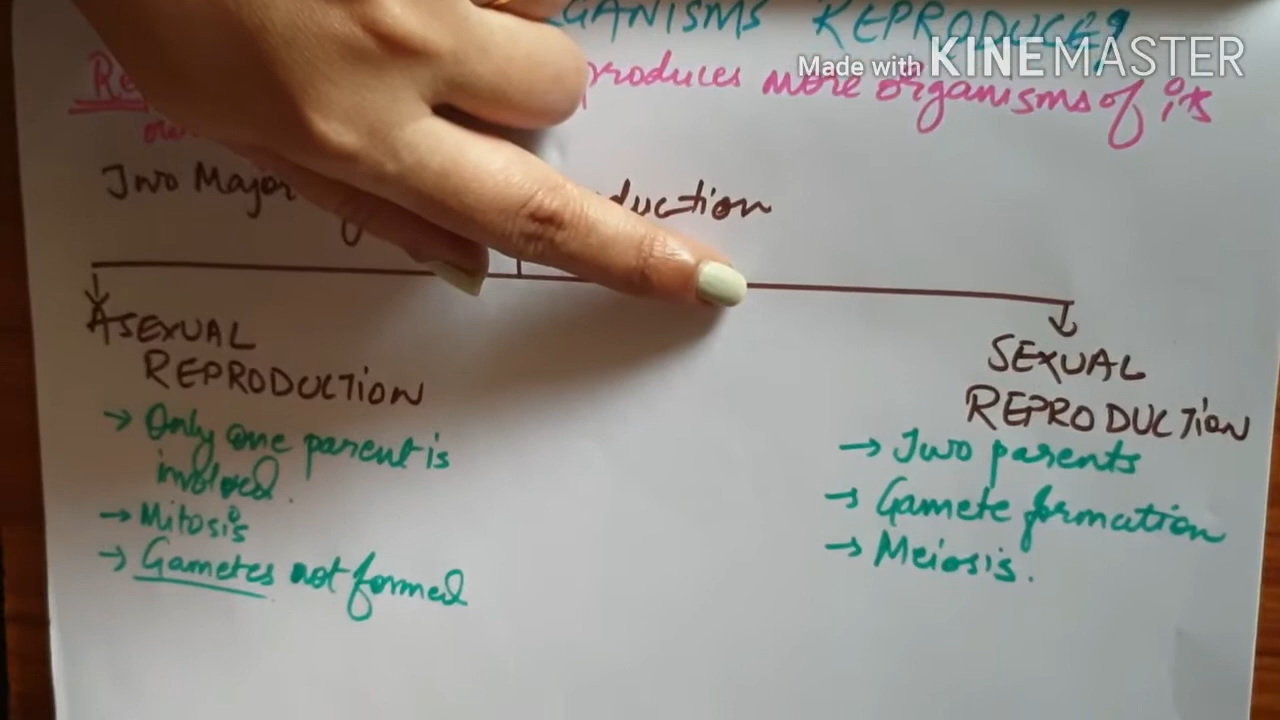 GANISMS REPRODUCE?
Made with KINEMASTER
produces more organisms of its
Two Major duction
ASEXUAL
REPRODUCTION
→ Only one parent is
involved.
→ Mitosis
→ Gametes not formed
SEXUAL
REPRODUCTION
→ Two parents
→ Gamete formation
→ Meiosis.